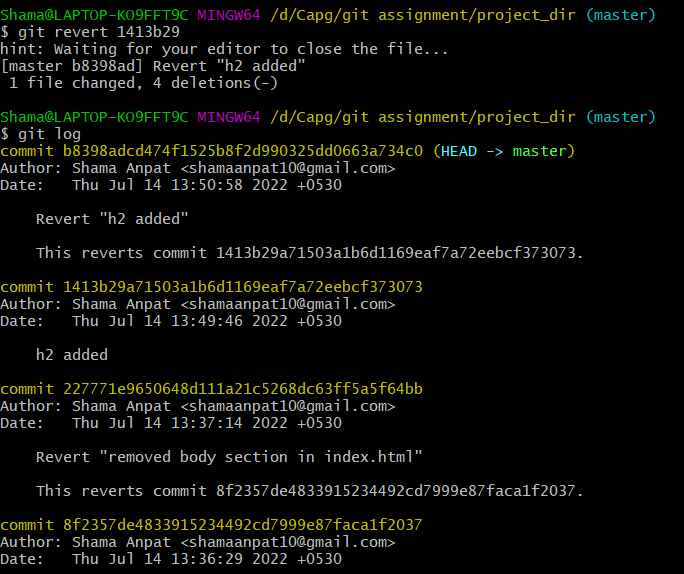 Shama@LAPTOP-KO9FFT9C MINGW64 /d/Capg/git assignment/project_dir (master)
$ git revert 1413b29
hint: Waiting for your editor to close the file...
[master b8398ad] Revert "h2 added"
 1 file changed, 4 deletions(-)
Shama@LAPTOP-KO9FFT9C MINGW64 /d/Capg/git assignment/project_dir (master)
$ git log
commit b8398adcd474f1525b8f2d990325dd0663a734c0 (HEAD -> master)
Author: Shama Anpat <shamaanpat10@gmail.com>
Date:   Thu Jul 14 13:50:58 2022 +0530
    Revert "h2 added"
    This reverts commit 1413b29a71503a1b6d1169eaf7a72eebcf373073.
commit 1413b29a71503a1b6d1169eaf7a72eebcf373073
Author: Shama Anpat <shamaanpat10@gmail.com>
Date:   Thu Jul 14 13:49:46 2022 +0530
    h2 added
commit 227771e9650648d111a21c5268dc63ff5a5f64bb
Author: Shama Anpat <shamaanpat10@gmail.com>
Date:   Thu Jul 14 13:37:14 2022 +0530
    Revert "removed body section in index.html"
    This reverts commit 8f2357de4833915234492cd7999e87faca1f2037.
commit 8f2357de4833915234492cd7999e87faca1f2037
Author: Shama Anpat <shamaanpat10@gmail.com>
Date:   Thu Jul 14 13:36:29 2022 +0530